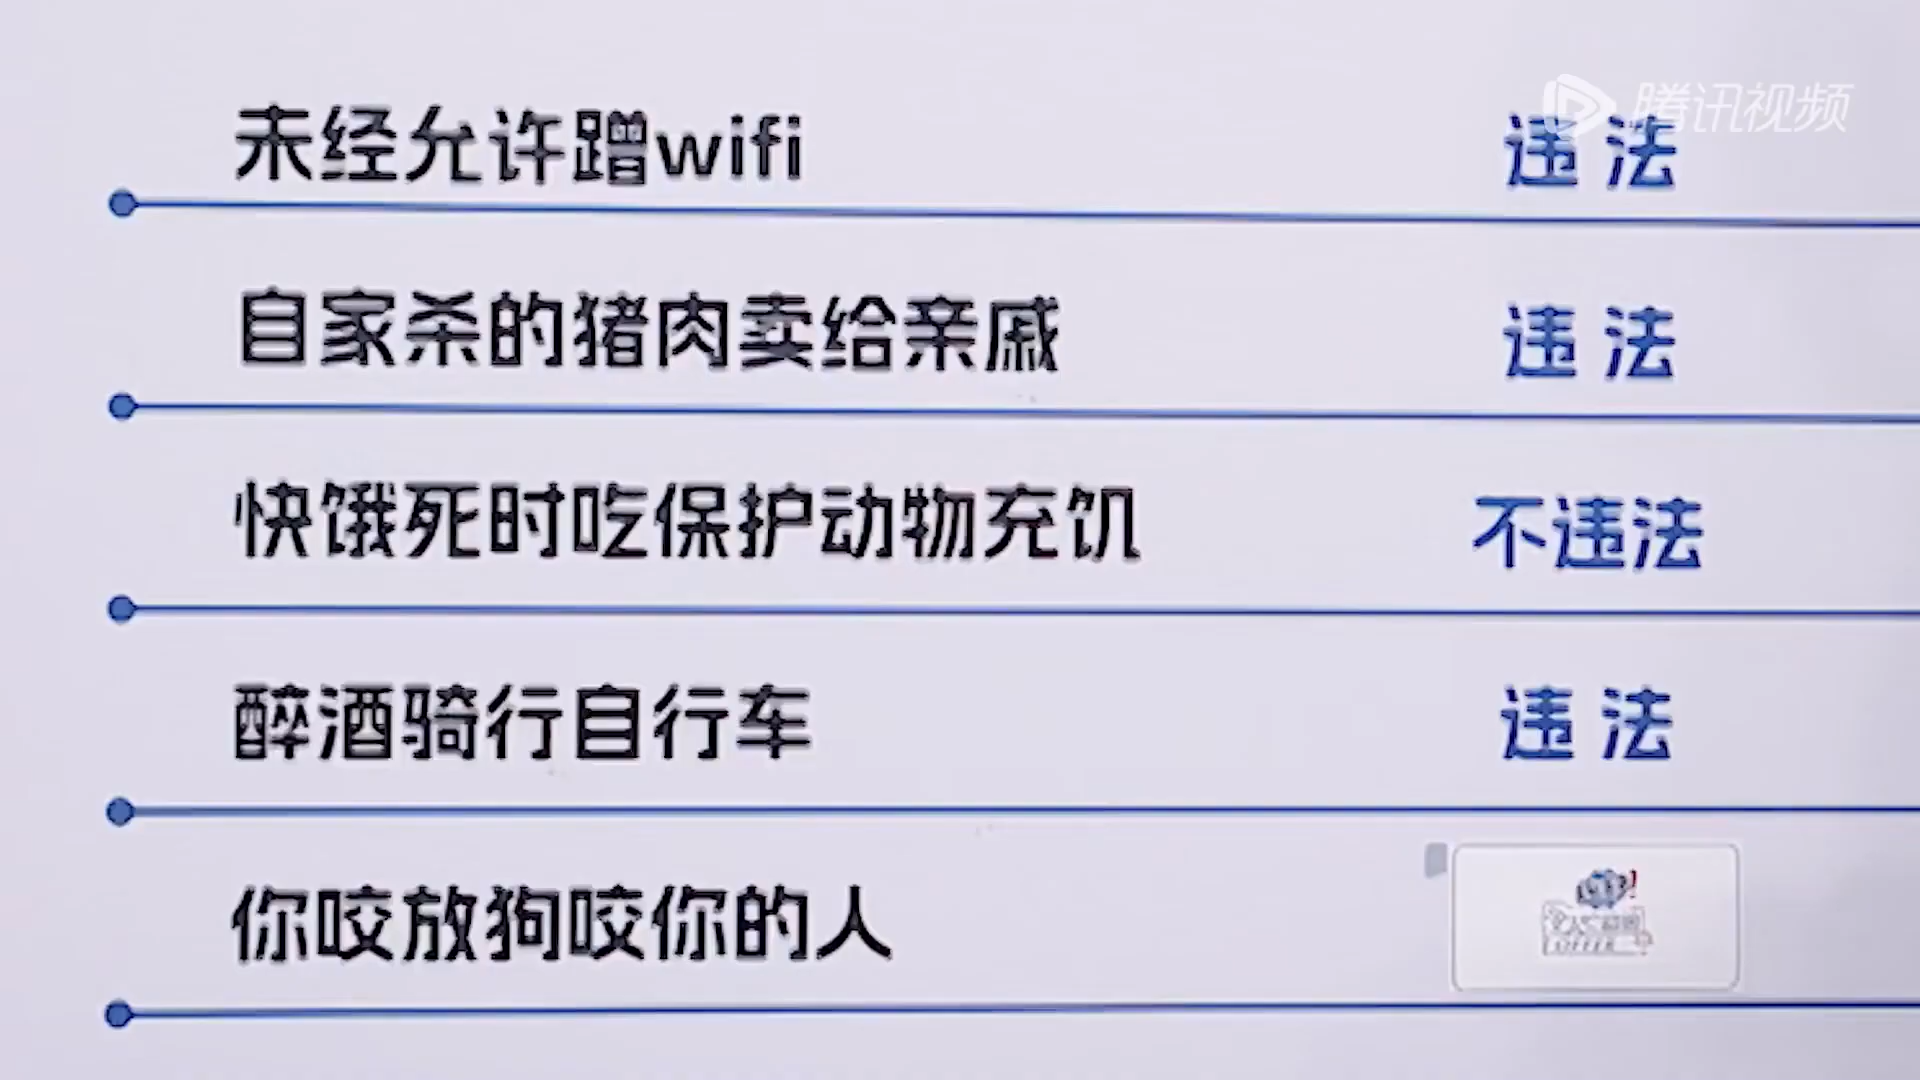 腾讯视频
未经允许蹭wifi 违法
自家杀的猪肉卖给亲戚 违法
快饿死时吃保护动物充饥 不违法
醉酒骑行自行车 违法
你咬放狗咬你的人
OFFER